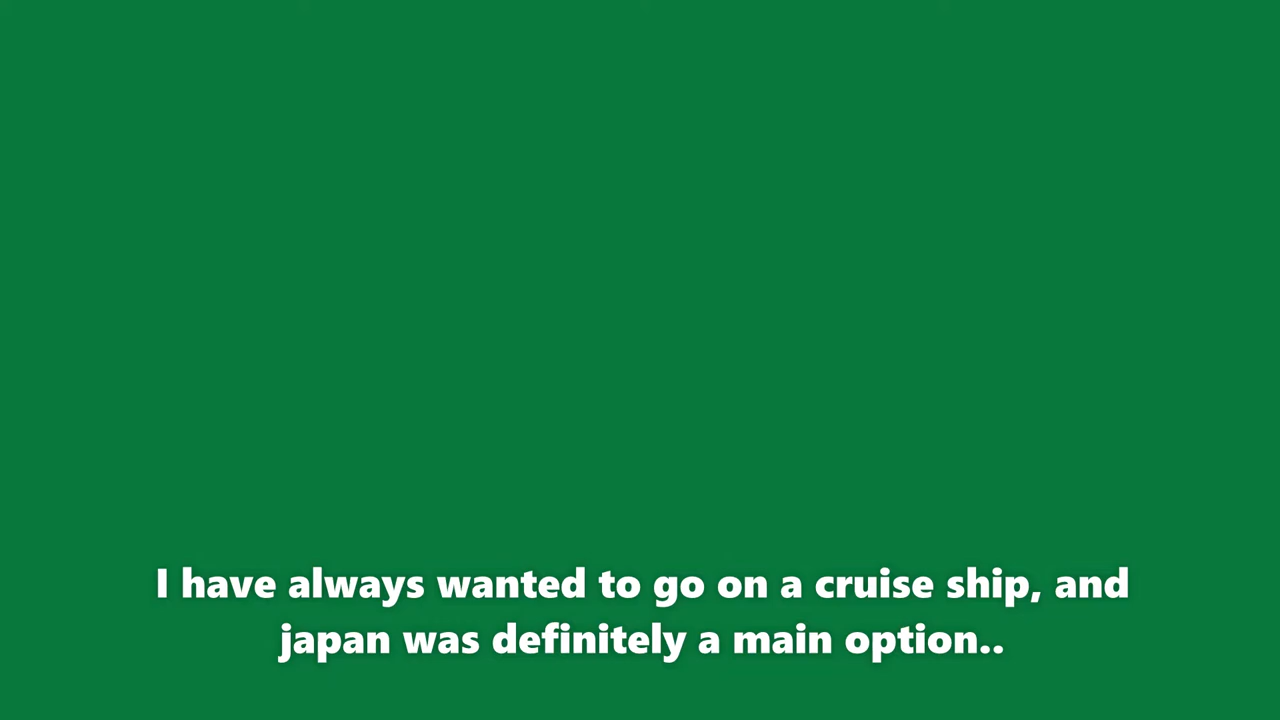 I have always wanted to go on a cruise ship, and
japan was definitely a main option..